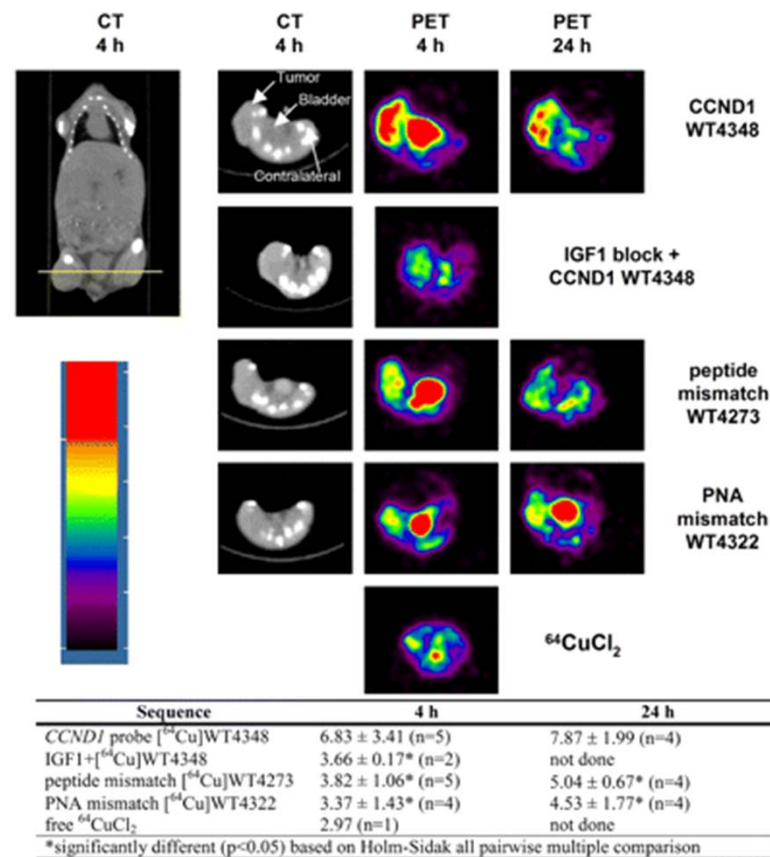 CT
4 h
CT
4 h
PET
4 h
PET
24 h
Tumor
Bladder
Contralateral
CCND1
WT4348
IGF1 block +
CCND1 WT4348
peptide
mismatch
WT4273
PNA
mismatch
WT4322
⁶⁴CuCl₂
Sequence 4 h 24 h
CCND1 probe [⁶⁴Cu]WT4348 6.83 ± 3.41 (n=5) 7.87 ± 1.99 (n=4)
IGF1+[⁶⁴Cu]WT4348 3.66 ± 0.17* (n=2) not done
peptide mismatch [⁶⁴Cu]WT4273 3.82 ± 1.06* (n=5) 5.04 ± 0.67* (n=4)
PNA mismatch [⁶⁴Cu]WT4322 3.37 ± 1.43* (n=4) 4.53 ± 1.77* (n=4)
free ⁶⁴CuCl₂ 2.97 (n=1) not done
*significantly different (p<0.05) based on Holm-Sidak all pairwise multiple comparison